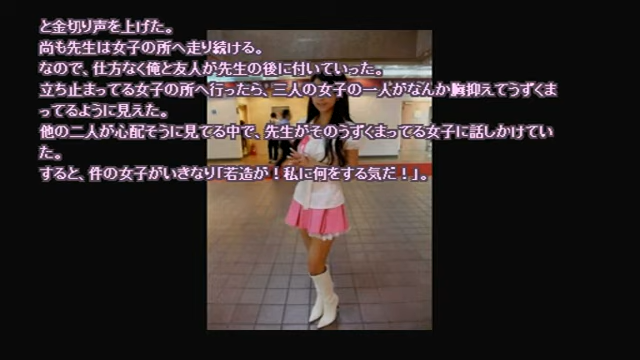 と金切り声を上げた。
尚も先生は女子の所へ走り続ける。
なので、仕方なく俺と友人が先生の後に付いていった。
立ち止まってる女子の所へ行ったら、三人の女子の一人がなんか胸抑えてうずくま
ってるように見えた。
他の二人が心配そうに見てる中で、先生がそのうずくまってる女子に話しかけてい
た。
すると、件の女子がいきなり「若造が！私に何をする気だ！」。